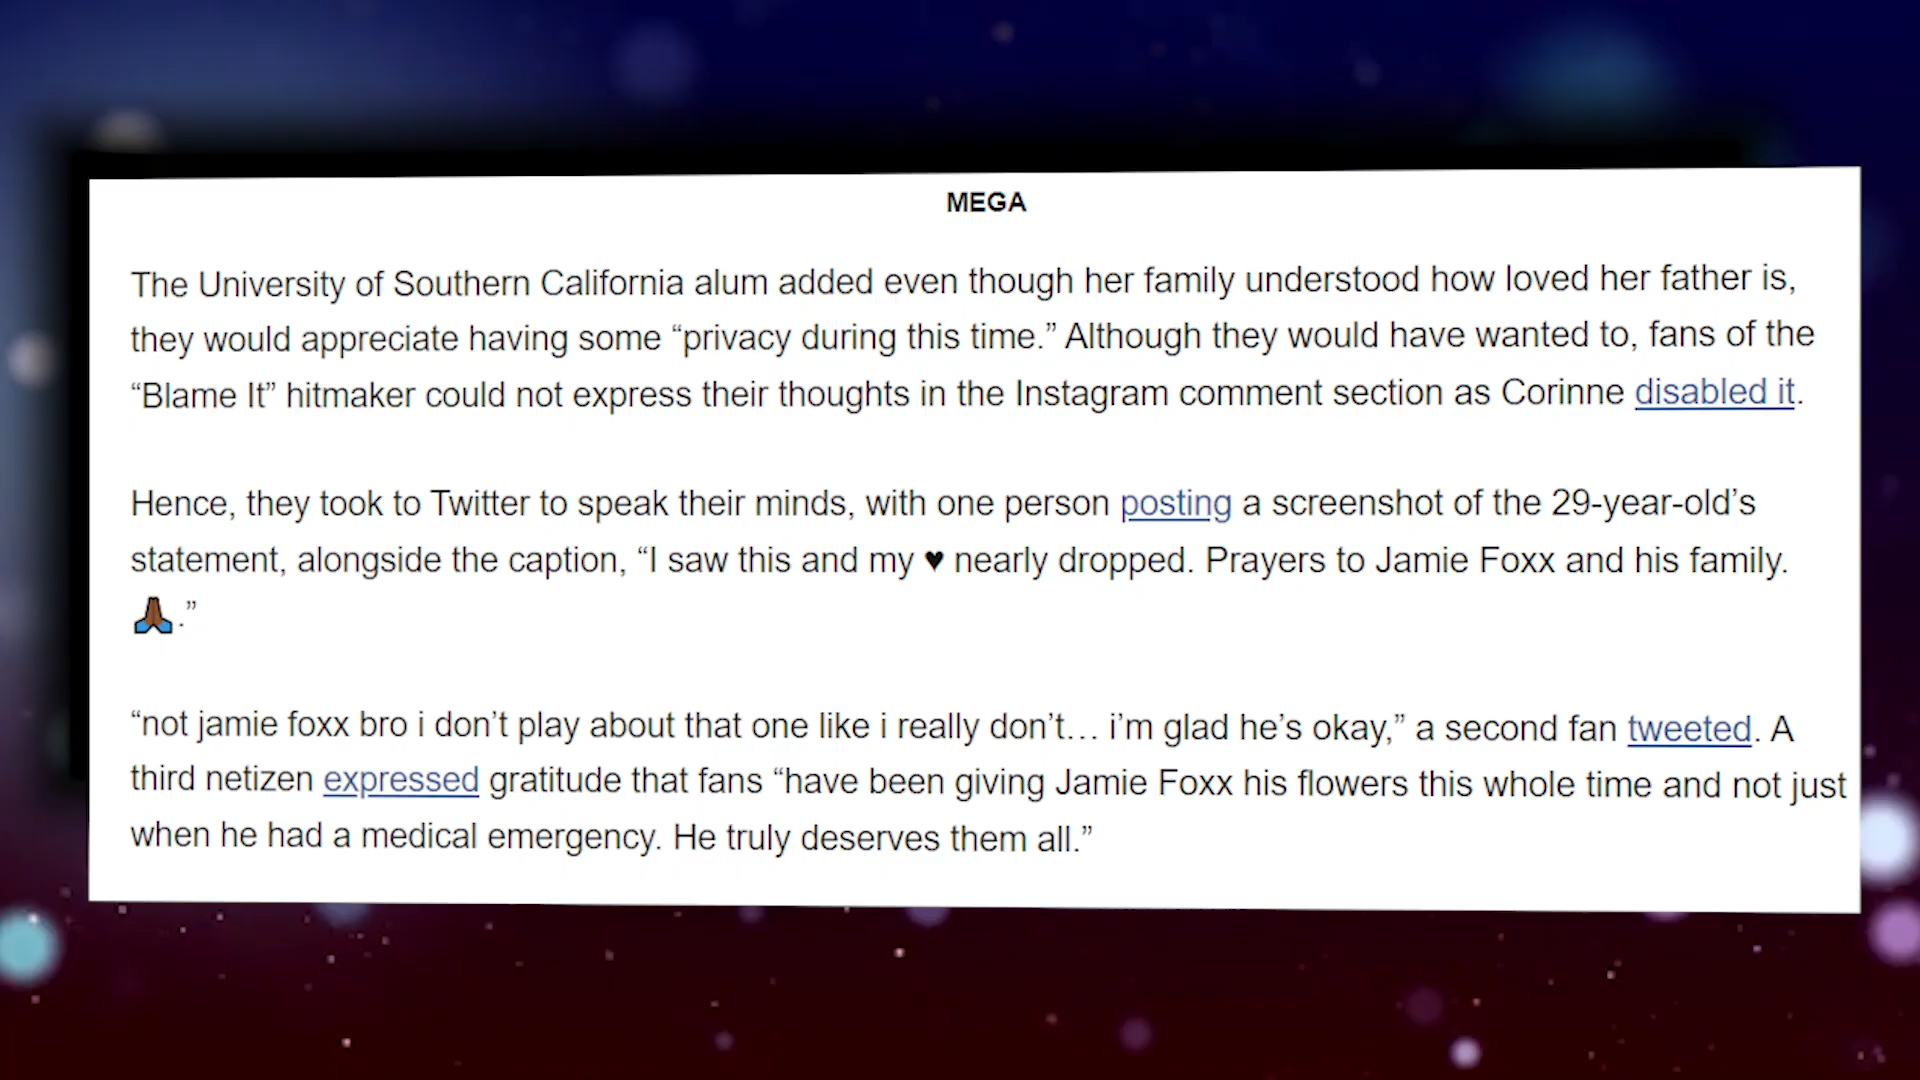 MEGA
The University of Southern California alum added even though her family understood how loved her father is,
they would appreciate having some “privacy during this time.” Although they would have wanted to, fans of the
“Blame It” hitmaker could not express their thoughts in the Instagram comment section as Corinne disabled it.
Hence, they took to Twitter to speak their minds, with one person posting a screenshot of the 29-year-old’s
statement, alongside the caption, “I saw this and my ♥ nearly dropped. Prayers to Jamie Foxx and his family.
🙏🏾.”
“not jamie foxx bro i don’t play about that one like i really don’t… i’m glad he’s okay,” a second fan tweeted. A
third netizen expressed gratitude that fans “have been giving Jamie Foxx his flowers this whole time and not just
when he had a medical emergency. He truly deserves them all.”